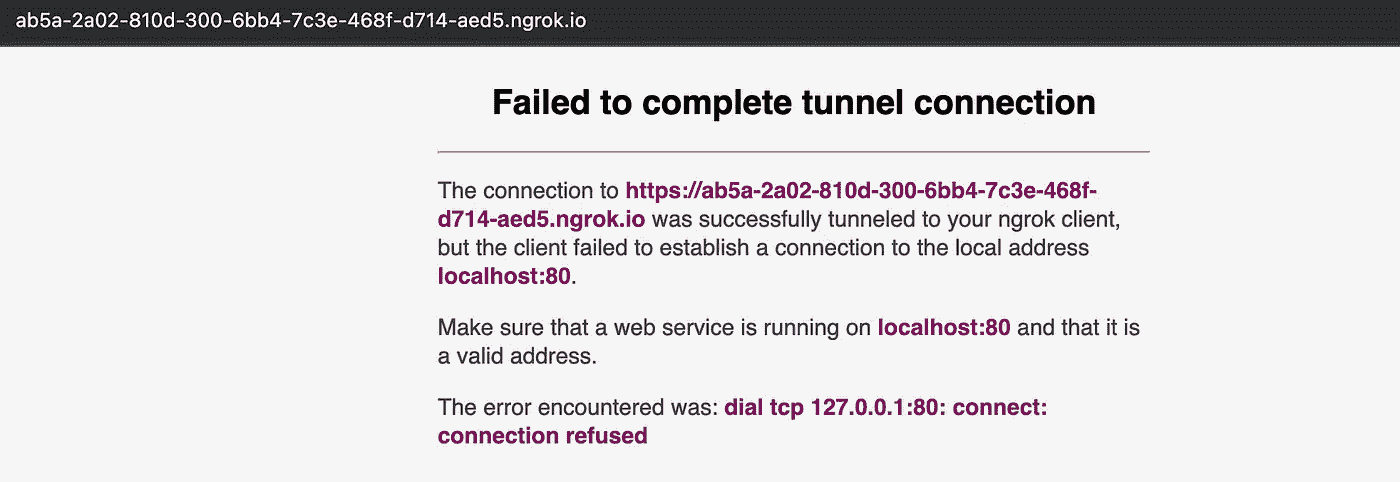 ab5a-2a02-810d-300-6bb4-7c3e-468f-d714-aed5.ngrok.io
Failed to complete tunnel connection
The connection to https://ab5a-2a02-810d-300-6bb4-7c3e-468f-
d714-aed5.ngrok.io was successfully tunneled to your ngrok client,
but the client failed to establish a connection to the local address
localhost:80.
Make sure that a web service is running on localhost:80 and that it is
a valid address.
The error encountered was: dial tcp 127.0.0.1:80: connect:
connection refused